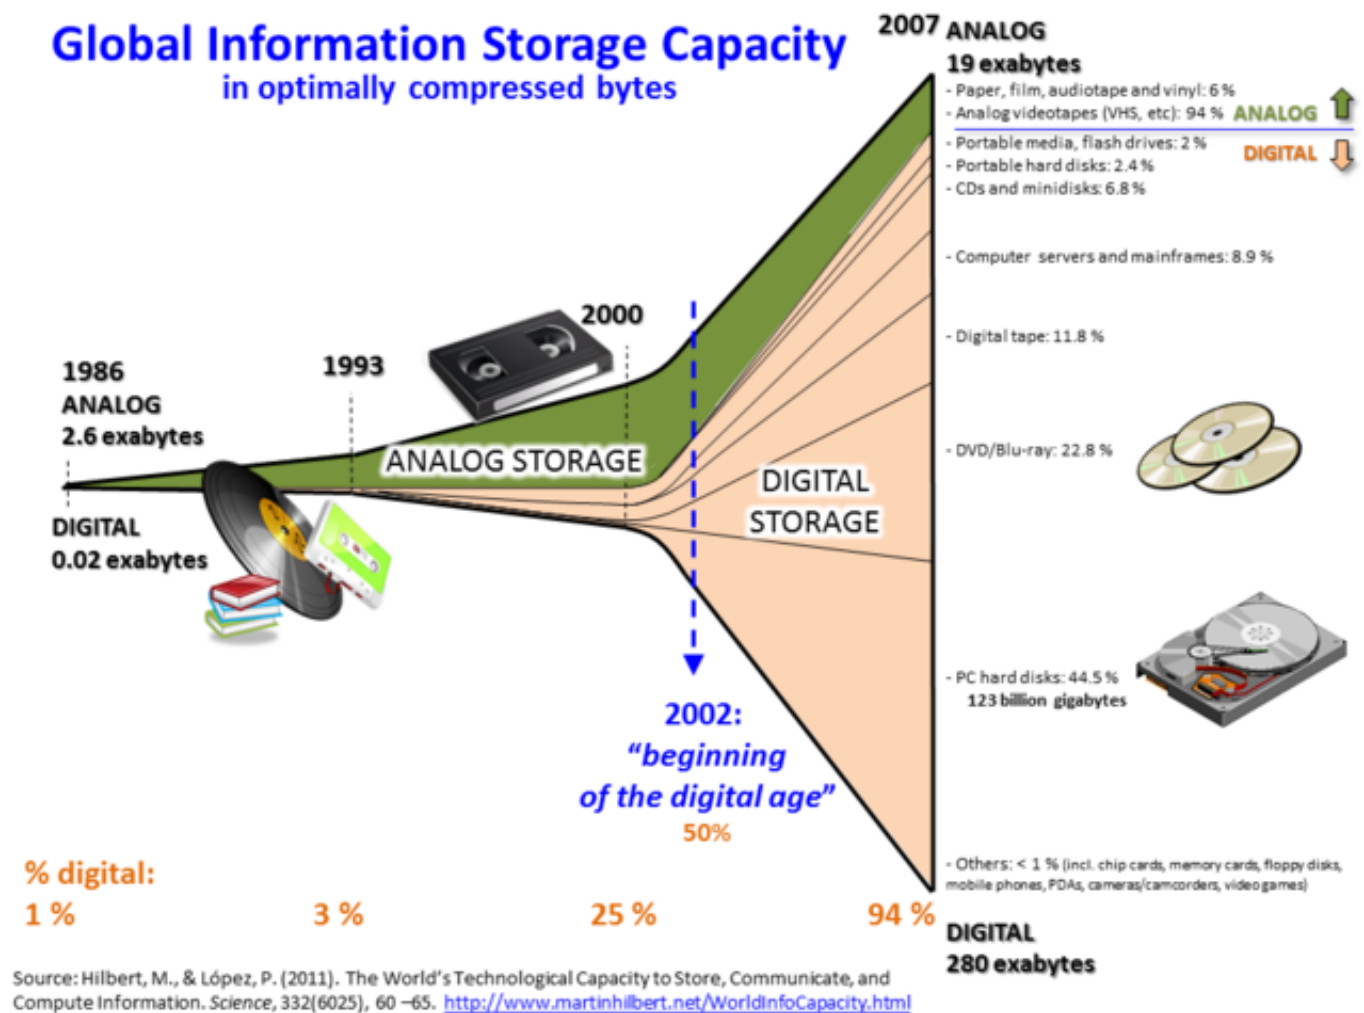 Global Information Storage Capacity
in optimally compressed bytes
2007
ANALOG
19 exabytes
- Paper, film, audiotape and vinyl: 6 %
- Analog videotapes (VHS, etc): 94 %
ANALOG
- Portable media, flash drives: 2 %
DIGITAL
- Portable hard disks: 2.4 %
- CDs and minidisks: 6.8 %
- Computer servers and mainframes: 8.9 %
- Digital tape: 11.8 %
- DVD/Blu-ray: 22.8 %
- PC hard disks: 44.5 %
123 billion gigabytes
- Others: < 1 % (incl. chip cards, memory cards, floppy disks,
mobile phones, PDAs, cameras/camcorders, video games)
DIGITAL
280 exabytes
1986
ANALOG
2.6 exabytes
DIGITAL
0.02 exabytes
1993
2000
ANALOG STORAGE
DIGITAL
STORAGE
2002:
"beginning
of the digital age"
50%
% digital:
1 %
3 %
25 %
94 %
Source: Hilbert, M., & López, P. (2011). The World's Technological Capacity to Store, Communicate, and
Compute Information. Science, 332(6025), 60 –65. http://www.martinhilbert.net/WorldInfoCapacity.html